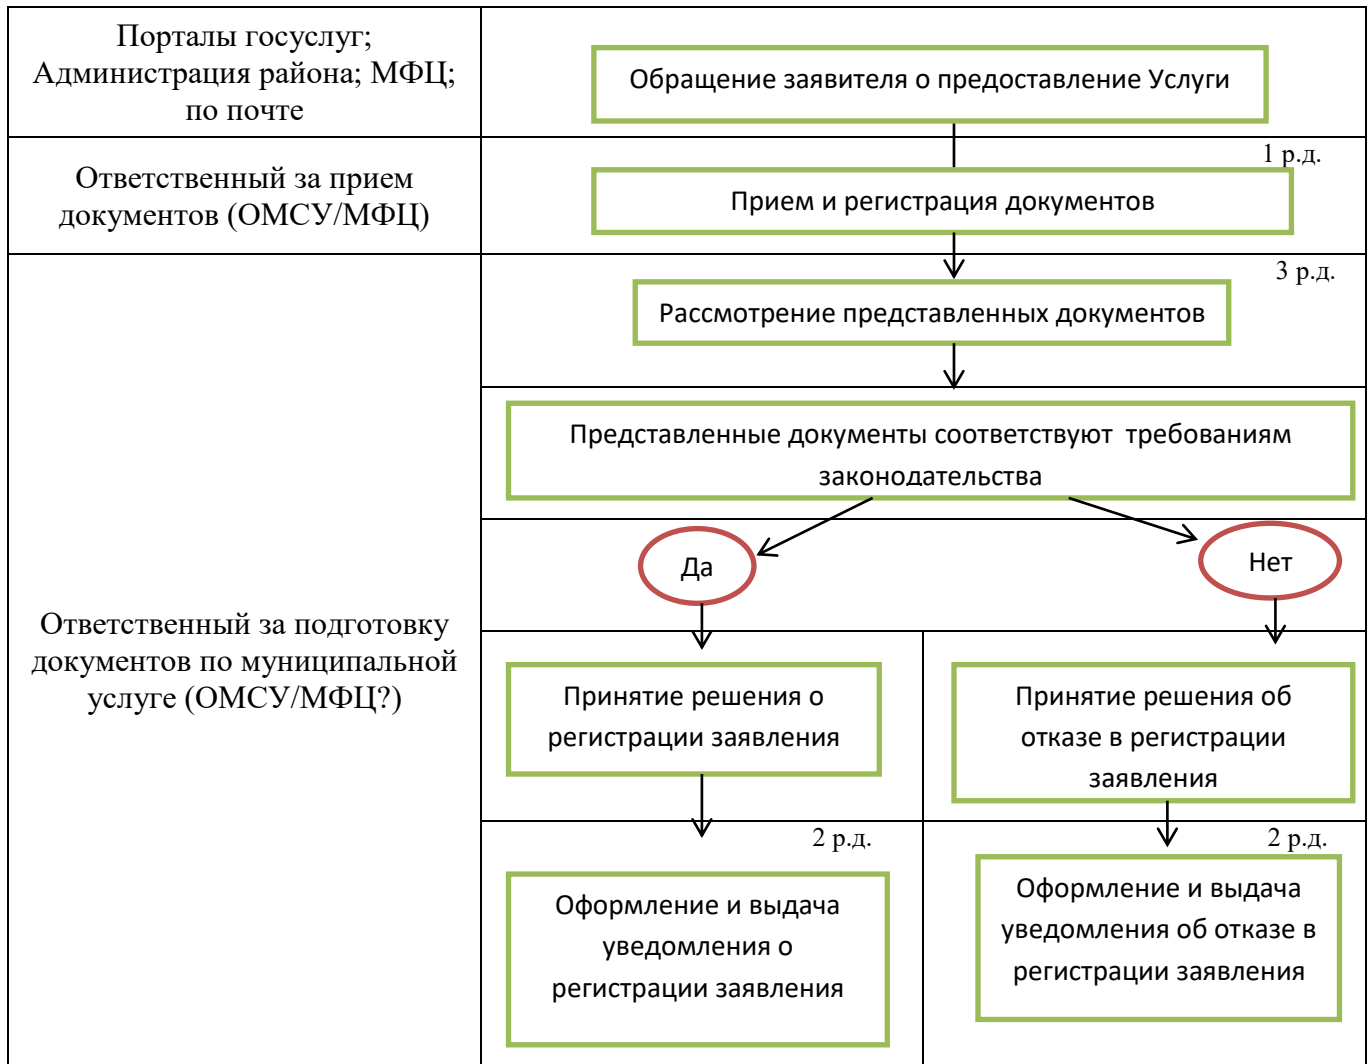 Порталы госуслуг;
Администрация района; МФЦ;
по почте
Обращение заявителя о предоставление Услуги
Ответственный за прием
документов (ОМСУ/МФЦ)
1 р.д.
Прием и регистрация документов
3 р.д.
Рассмотрение представленных документов
Представленные документы соответствуют требованиям
законодательства
Да
Нет
Ответственный за подготовку
документов по муниципальной
услуге (ОМСУ/МФЦ?)
Принятие решения о
регистрации заявления
Принятие решения об
отказе в регистрации
заявления
2 р.д.
Оформление и выдача
уведомления о
регистрации заявления
2 р.д.
Оформление и выдача
уведомления об отказе в
регистрации заявления